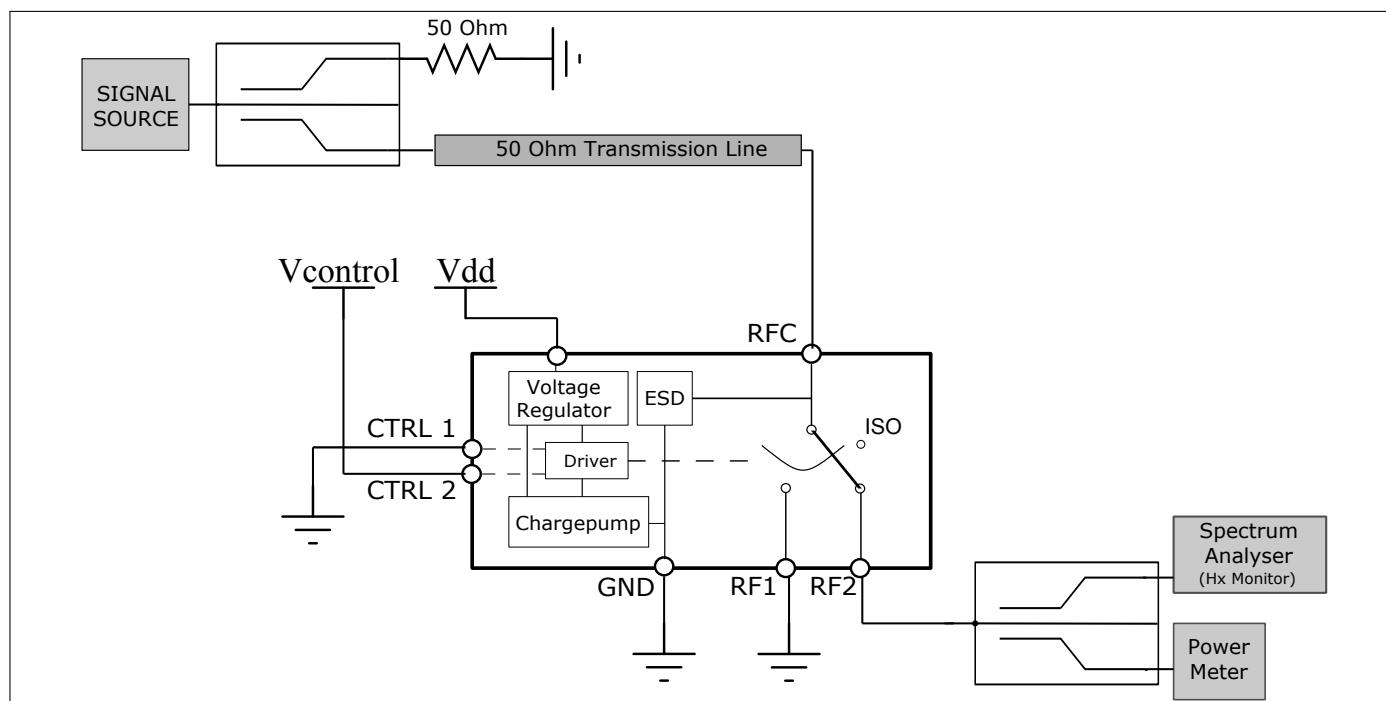 50 Ohm
SIGNAL
SOURCE
50 Ohm Transmission Line
Vcontrol
Vdd
RFC
Voltage
Regulator
ESD
ISO
CTRL 1
Driver
CTRL 2
Chargepump
GND
RF1
RF2
Spectrum
Analyser
(Hx Monitor)
Power
Meter